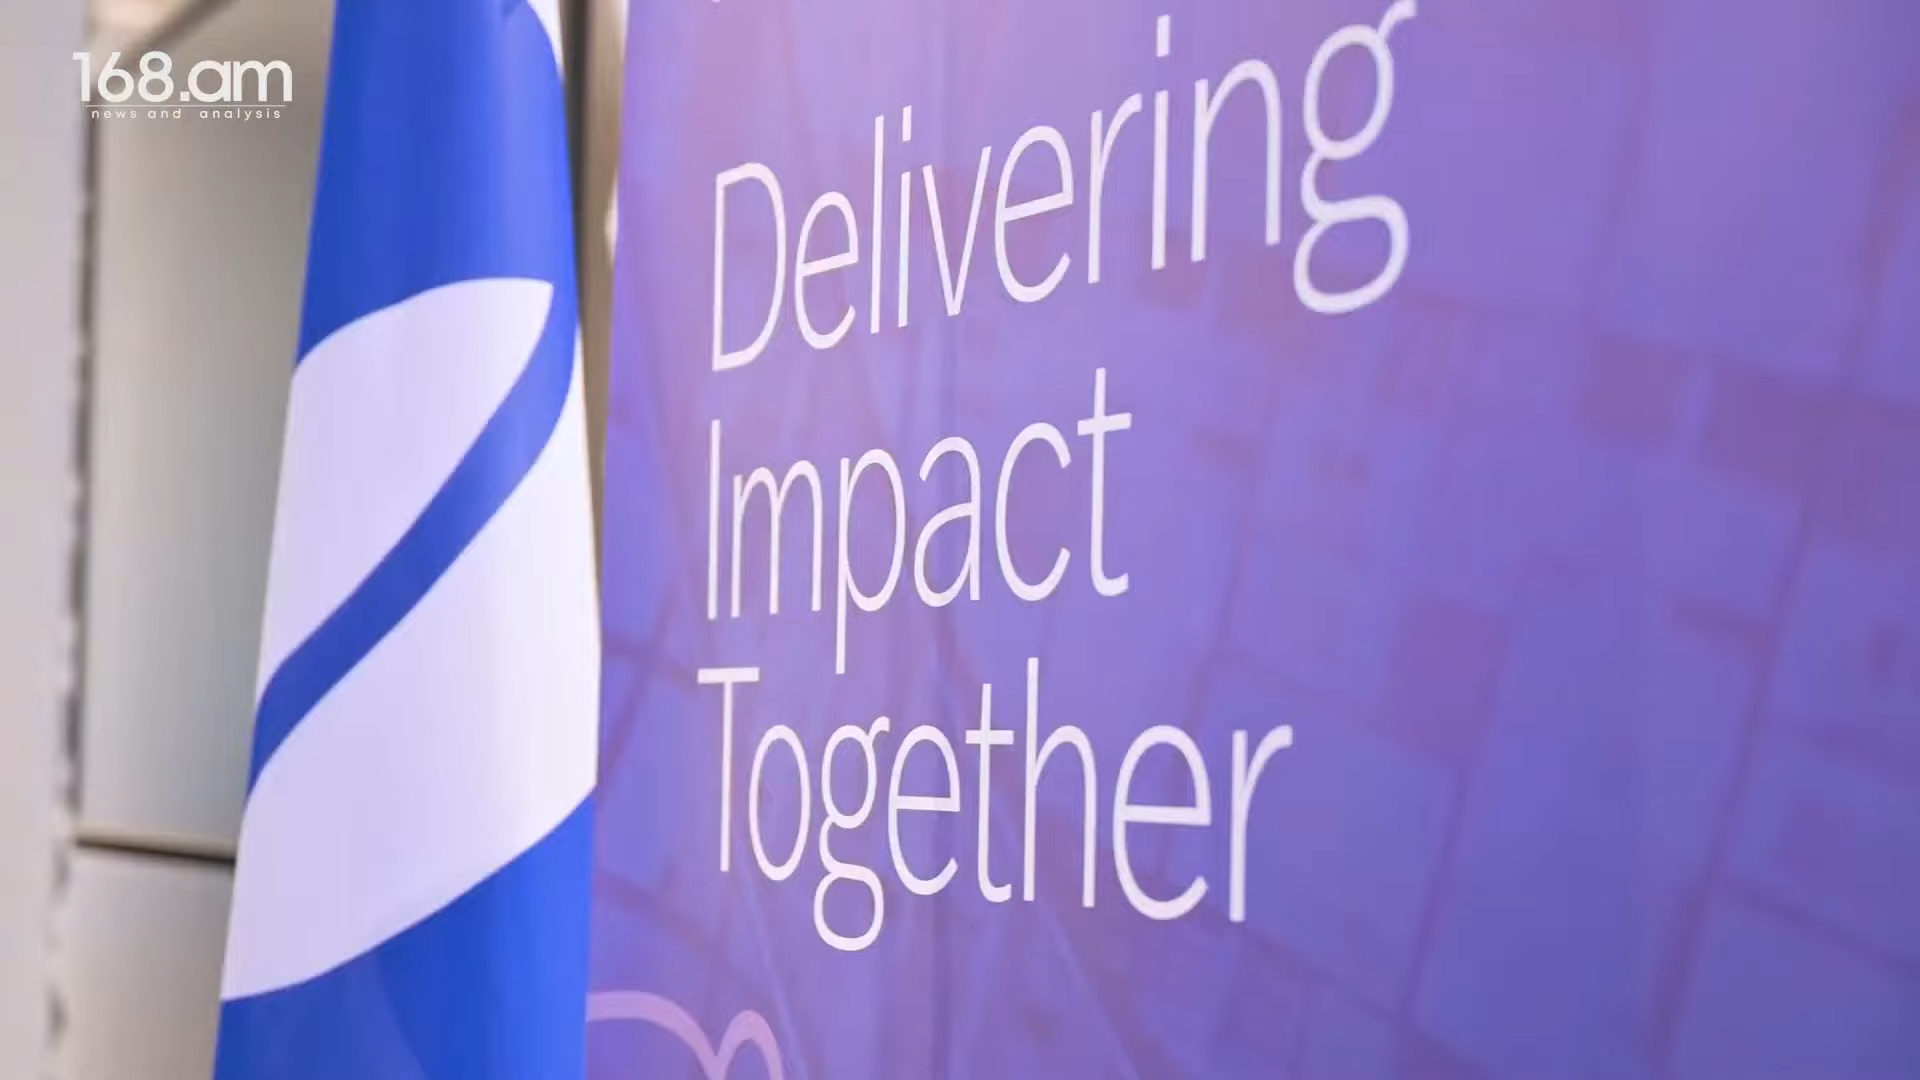 168.am
news and analysis
Delivering
Impact
Together